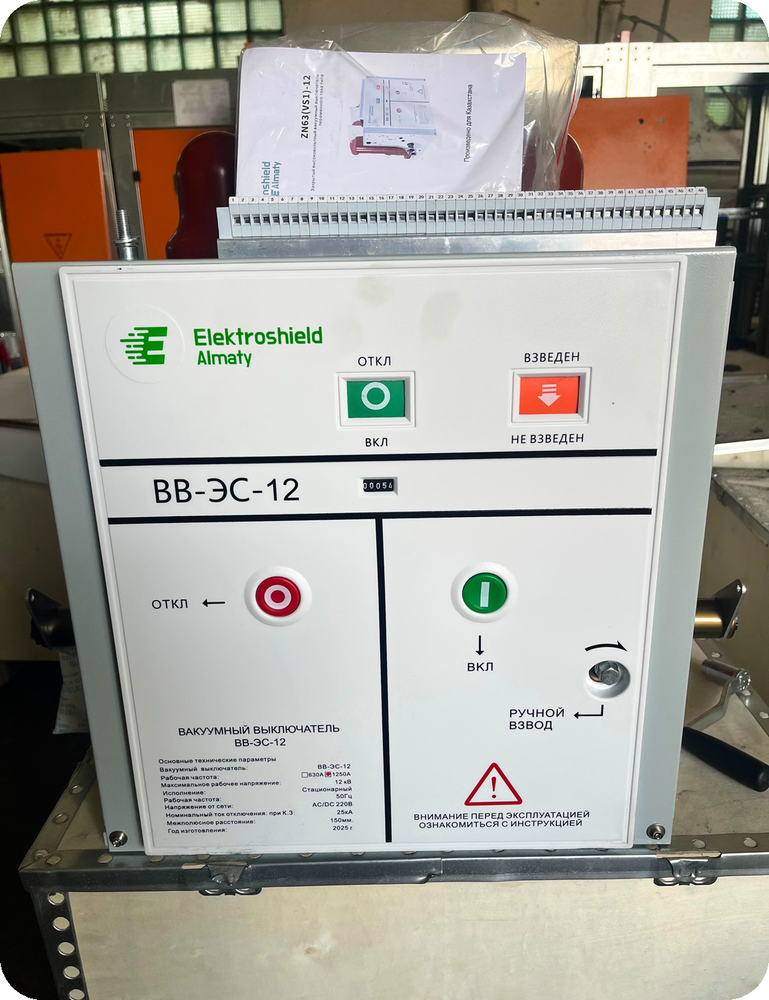 ZN63(VS1)-12
Закрытый высоковольтный вакуумный выключатель
переменного тока типа
Произведено для Казахстана
nshield
Almaty
1 2 3 4 5 6 7 8 9 10 11 12 13 14 15 16 17 18 19 20 21 22 23 24 25 26 27 28 29 30 31 32 33 34 35 36 37 38 39 40 41 42 43 44 45 46 47 48
Elektroshield
Almaty
ОТКЛ
ВКЛ
ВЗВЕДЕН
НЕ ВЗВЕДЕН
ВВ-ЭС-12
00054
ОТКЛ
ВКЛ
РУЧНОЙ
ВЗВОД
ВАКУУМНЫЙ ВЫКЛЮЧАТЕЛЬ
ВВ-ЭС-12
Основные технические параметры
Вакуумный выключатель: ВВ-ЭС-12
Рабочая частота: 630А 1250А
Максимальное рабочее напряжение: 12 кВ
Исполнение: Стационарный
Рабочая частота: 50Гц
Напряжение от сети: AC/DC 220В
Номинальный ток отключения: при К.З: 25кА
Межполюсное расстояние: 150мм.
Год изготовления: 2025 г.
ВНИМАНИЕ ПЕРЕД ЭКСПЛУАТАЦИЕЙ
ОЗНАКОМИТЬСЯ С ИНСТРУКЦИЕЙ